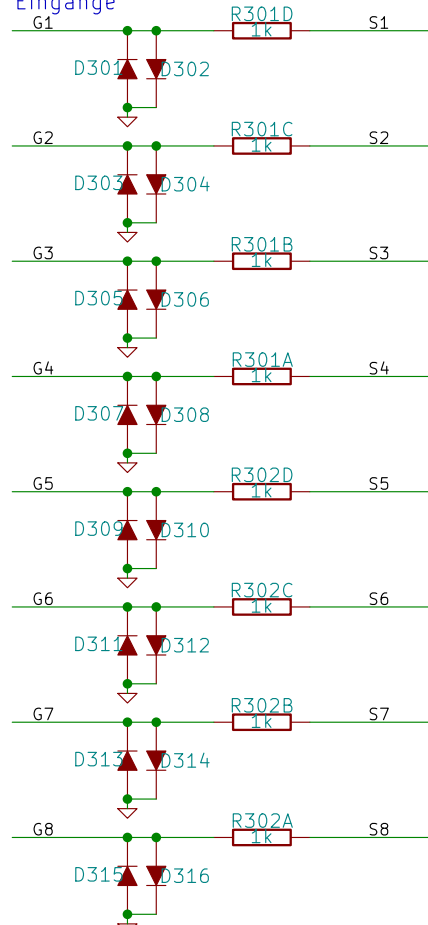 Eingänge
R301D
G1 1k S1
D301 D302
R301C
G2 1k S2
D303 D304
R301B
G3 1k S3
D305 D306
R301A
G4 1k S4
D307 D308
R302D
G5 1k S5
D309 D310
R302C
G6 1k S6
D311 D312
R302B
G7 1k S7
D313 D314
R302A
G8 1k S8
D315 D316